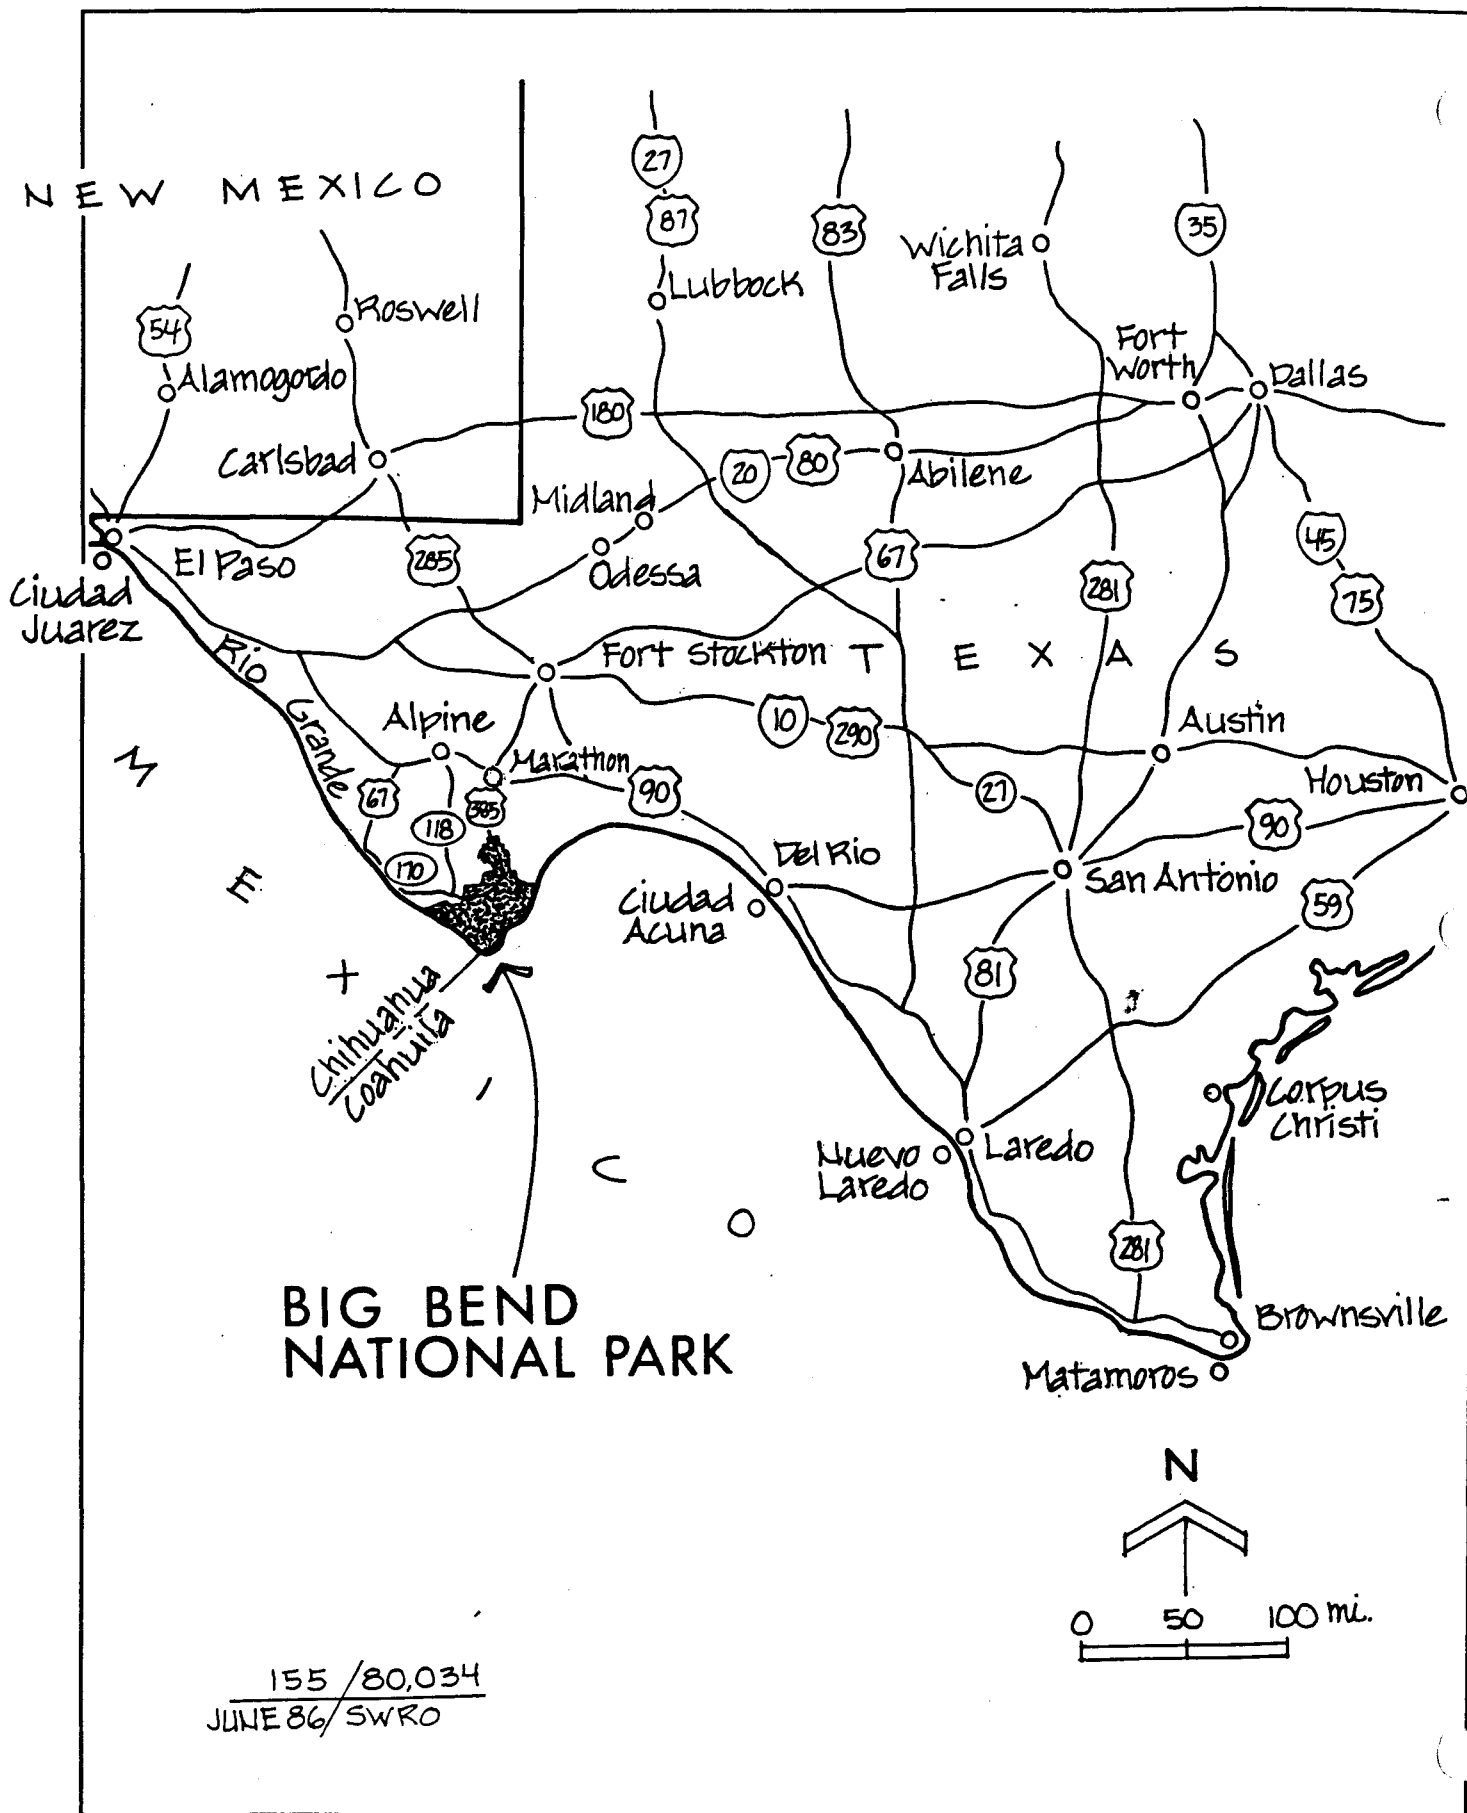 NEW MEXICO
27
87
83
35
Wichita
Falls
Lubbock
Roswell
54
Alamogordo
Fort
Worth
Dallas
180
Carlsbad
20
80
Abilene
Midland
El Paso
285
Odessa
67
281
45
75
Ciudad
Juarez
Rio
Grande
Fort Stockton
TEXAS
Alpine
10
290
Austin
Marathon
67
385
90
27
Houston
118
90
170
Del Rio
San Antonio
59
Ciudad
Acuna
81
MEXICO
Chihuahua
Coahuila
Corpus
Christi
Nuevo
Laredo
Laredo
281
BIG BEND
NATIONAL PARK
Brownsville
Matamoros
N
0 50 100 mi.
155 / 80,034
JUNE 86 / SWRO